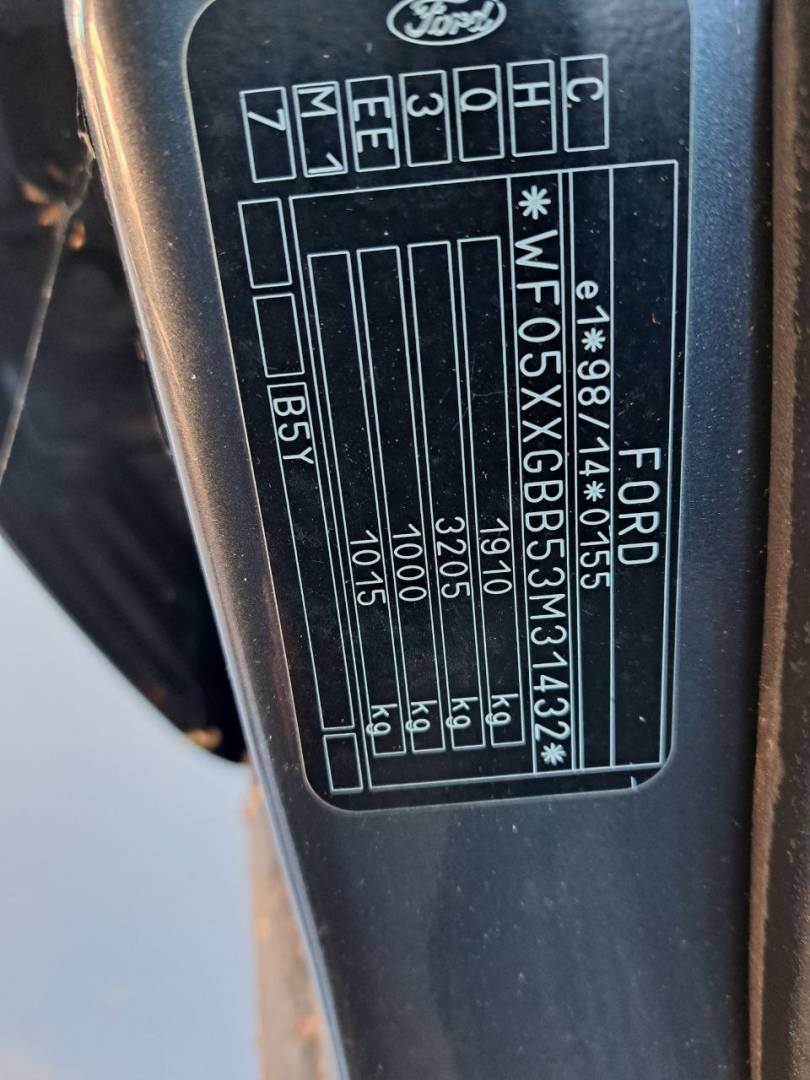 Ford
FORD
e1*98/14*0155
*WF05XXGBB53M31432*
1910 kg
3205 kg
1000 kg
1015 kg
B5Y
C
H
Q
3
EE
M 1
7